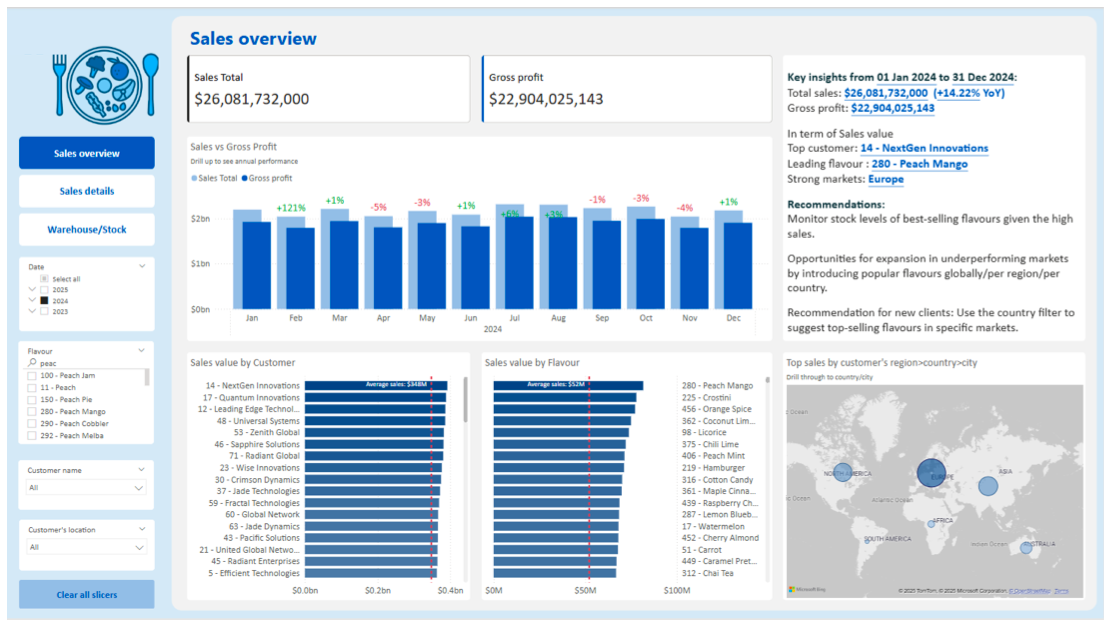 Sales overview
Sales details
Warehouse/Stock
Date
Select all
2025
2024
2023
Flavour
peac
100 - Peach Jam
11 - Peach
150 - Peach Pie
280 - Peach Mango
290 - Peach Cobbler
292 - Peach Melba
Customer name
All
Customer's location
All
Clear all slicers
Sales overview
Sales Total
$26,081,732,000
Gross profit
$22,904,025,143
Sales vs Gross Profit
Drill up to see annual performance
Sales Total Gross profit
$2bn
$1bn
$0bn
+121%
+1%
-5%
-3%
+1%
+6%
+3%
-1%
-3%
-4%
+1%
Jan Feb Mar Apr May Jun Jul Aug Sep Oct Nov Dec
2024
Key insights from 01 Jan 2024 to 31 Dec 2024:
Total sales: $26,081,732,000 (+14.22% YoY)
Gross profit: $22,904,025,143
In term of Sales value
Top customer: 14 - NextGen Innovations
Leading flavour : 280 - Peach Mango
Strong markets: Europe
Recommendations:
Monitor stock levels of best-selling flavours given the high
sales.
Opportunities for expansion in underperforming markets
by introducing popular flavours globally/per region/per
country.
Recommendation for new clients: Use the country filter to
suggest top-selling flavours in specific markets.
Sales value by Customer
Average sales: $348M
14 - NextGen Innovations
17 - Quantum Innovations
12 - Leading Edge Technol...
48 - Universal Systems
53 - Zenith Global
46 - Sapphire Solutions
71 - Radiant Global
23 - Wise Innovations
30 - Crimson Dynamics
37 - Jade Technologies
59 - Fractal Technologies
60 - Global Network
63 - Jade Dynamics
43 - Pacific Solutions
21 - United Global Netwo...
45 - Radiant Enterprises
5 - Efficient Technologies
$0.0bn $0.2bn $0.4bn
Sales value by Flavour
Average sales: $52M
280 - Peach Mango
225 - Crostini
456 - Orange Spice
362 - Coconut Lim...
98 - Licorice
375 - Chili Lime
406 - Peach Mint
219 - Hamburger
316 - Cotton Candy
361 - Maple Cinna...
439 - Raspberry Ch...
287 - Lemon Blueb...
17 - Watermelon
452 - Cherry Almond
51 - Carrot
449 - Caramel Pret...
312 - Chai Tea
$0M $50M $100M
Top sales by customer's region>country>city
Drill through to country/city
Ocean
NORTH AMERICA
EUROPE
ASIA
Ocean
Atlantic Ocean
AFRICA
SOUTH AMERICA
Indian Ocean
AUSTRALIA
Microsoft Bing
© 2025 TomTom, © 2025 Microsoft Corporation, © OpenStreetMap Terms